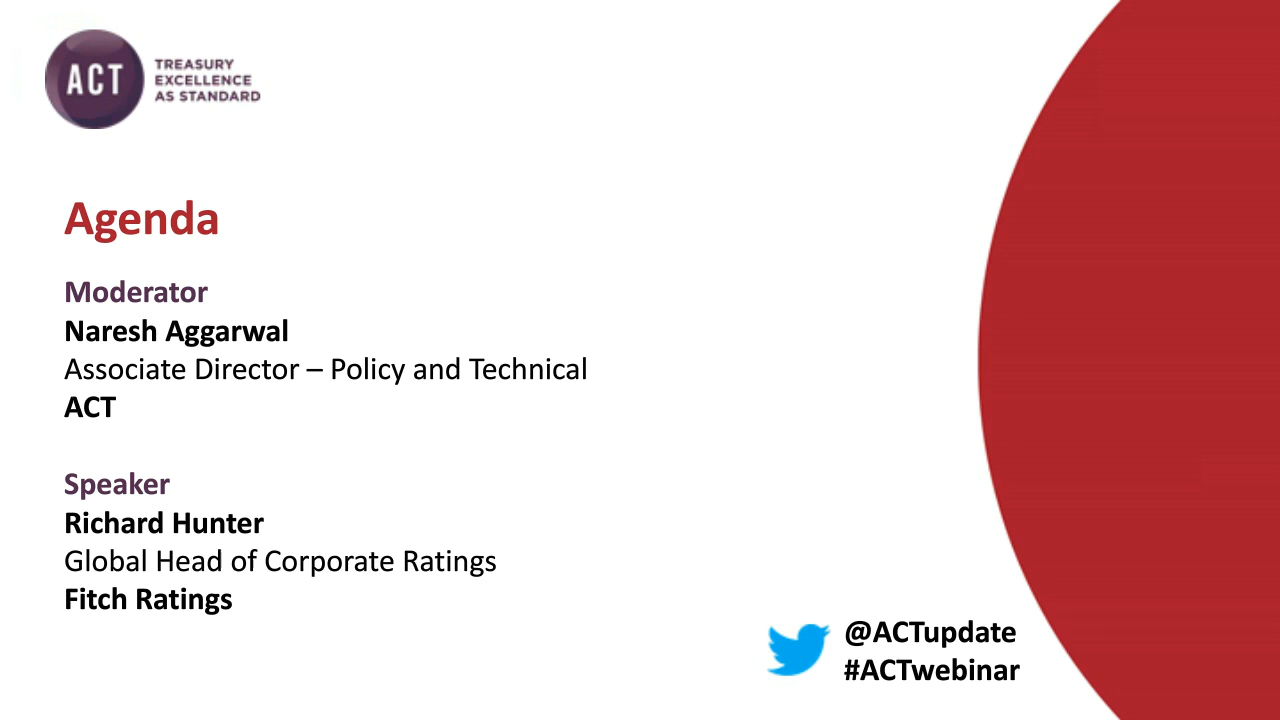 ACT
TREASURY
EXCELLENCE
AS STANDARD
Agenda
Moderator
Naresh Aggarwal
Associate Director – Policy and Technical
ACT
Speaker
Richard Hunter
Global Head of Corporate Ratings
Fitch Ratings
@ACTupdate
#ACTwebinar